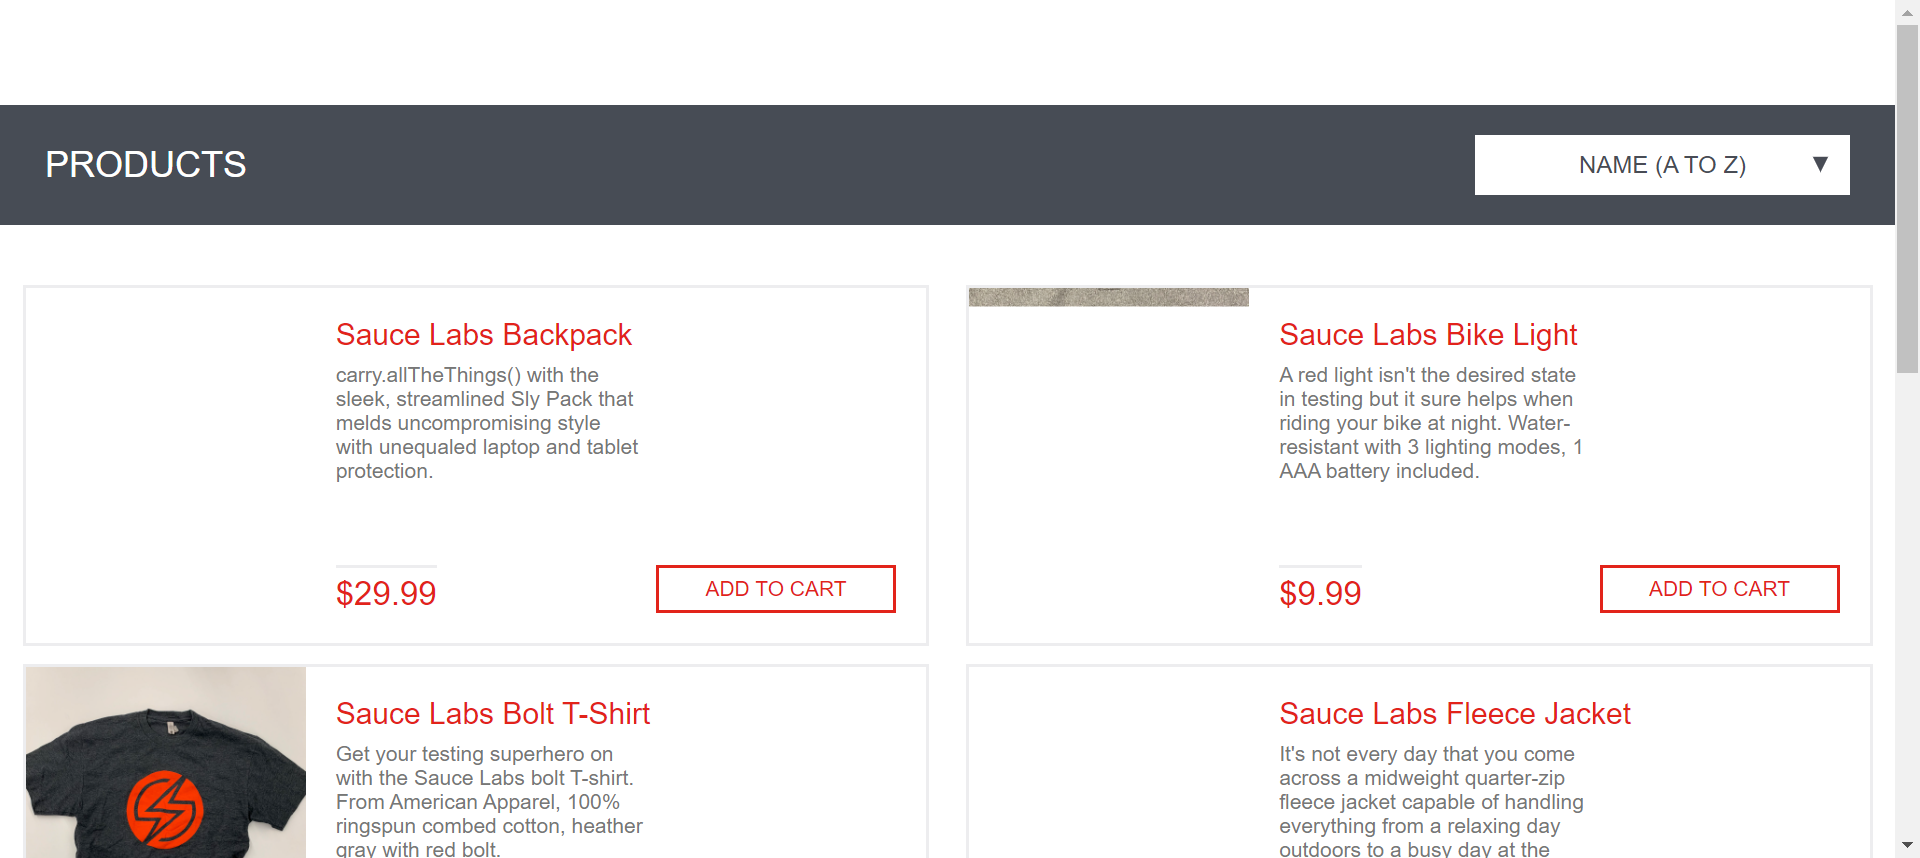 PRODUCTS
NAME (A TO Z)
Sauce Labs Backpack
carry.allTheThings() with the
sleek, streamlined Sly Pack that
melds uncompromising style
with unequaled laptop and tablet
protection.
$29.99
ADD TO CART
Sauce Labs Bike Light
A red light isn't the desired state
in testing but it sure helps when
riding your bike at night. Water-
resistant with 3 lighting modes, 1
AAA battery included.
$9.99
ADD TO CART
Sauce Labs Bolt T-Shirt
Get your testing superhero on
with the Sauce Labs bolt T-shirt.
From American Apparel, 100%
ringspun combed cotton, heather
gray with red bolt.
Sauce Labs Fleece Jacket
It's not every day that you come
across a midweight quarter-zip
fleece jacket capable of handling
everything from a relaxing day
outdoors to a busy day at the